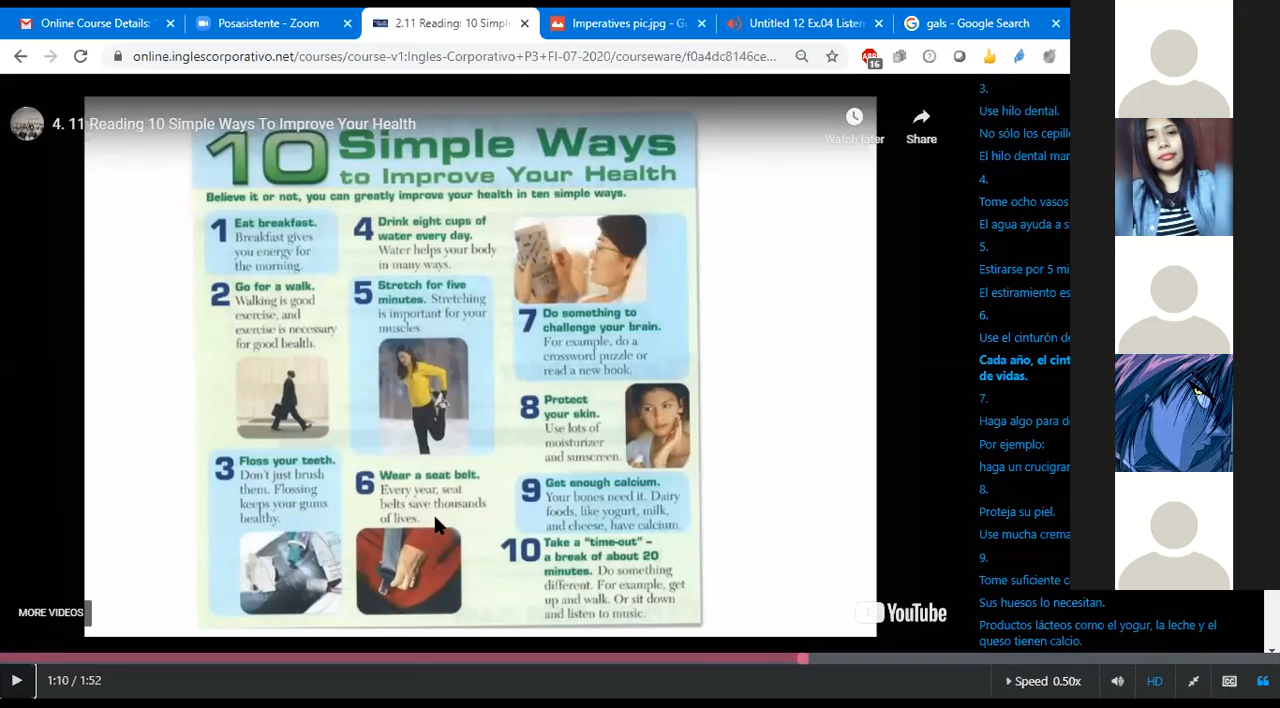 Online Course Details:
Posasistente - Zoom
2.11 Reading: 10 Simpl
Imperatives pic.jpg - G
Untitled 12 Ex.04 Listen
gals - Google Search
online.inglescorporativo.net/courses/course-v1:Ingles-Corporativo+P3+FI-07-2020/courseware/f0a4dc8146ce...
16
4. 11 Reading 10 Simple Ways To Improve Your Health
Watch later
Share
10 Simple Ways
to Improve Your Health
Believe it or not, you can greatly improve your health in ten simple ways.
1 Eat breakfast.
Breakfast gives
you energy for
the morning.
2 Go for a walk.
Walking is good
exercise, and
exercise is necessary
for good health.
3 Floss your teeth.
Don't just brush
them. Flossing
keeps your gums
healthy.
4 Drink eight cups of
water every day.
Water helps your body
in many ways.
5 Stretch for five
minutes. Stretching
is important for your
muscles.
6 Wear a seat belt.
Every year, seat
belts save thousands
of lives.
7 Do something to
challenge your brain.
For example, do a
crossword puzzle or
read a new book.
8 Protect
your skin.
Use lots of
moisturizer
and sunscreen.
9 Get enough calcium.
Your bones need it. Dairy
foods, like yogurt, milk,
and cheese, have calcium.
10 Take a "time-out" –
a break of about 20
minutes. Do something
different. For example, get
up and walk. Or sit down
and listen to music.
MORE VIDEOS
YouTube
3.
Use hilo dental.
No sólo los cepill
El hilo dental man
4.
Tome ocho vasos
El agua ayuda a s
5.
Estirarse por 5 mi
El estiramiento es
6.
Use el cinturón de
Cada año, el cint
de vidas.
7.
Haga algo para d
Por ejemplo:
haga un crucigran
8.
Proteja su piel.
Use mucha crema
9.
Tome suficiente c
Sus huesos lo necesitan.
Productos lácteos como el yogur, la leche y el
queso tienen calcio.
1:10 / 1:52
Speed 0.50x
HD